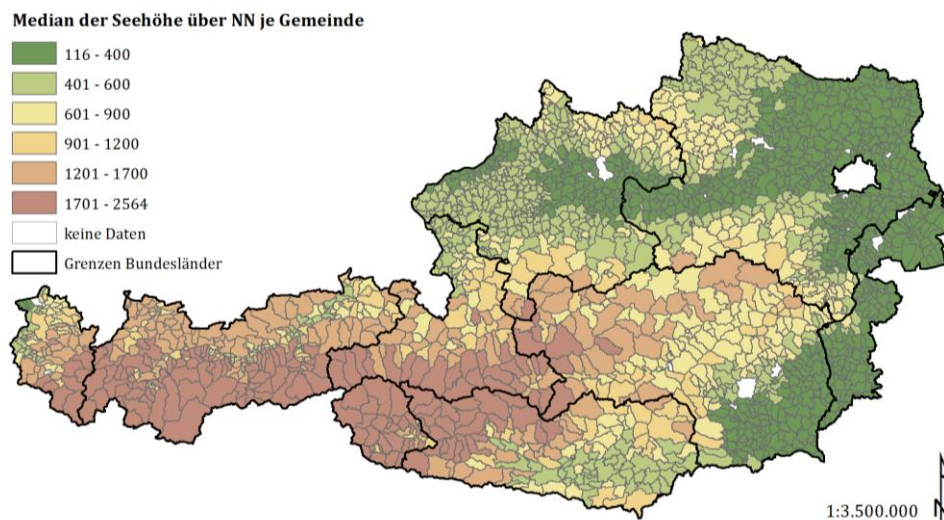 Median der Seehöhe über NN je Gemeinde
116 - 400
401 - 600
601 - 900
901 - 1200
1201 - 1700
1701 - 2564
keine Daten
Grenzen Bundesländer
1:3.500.000
N